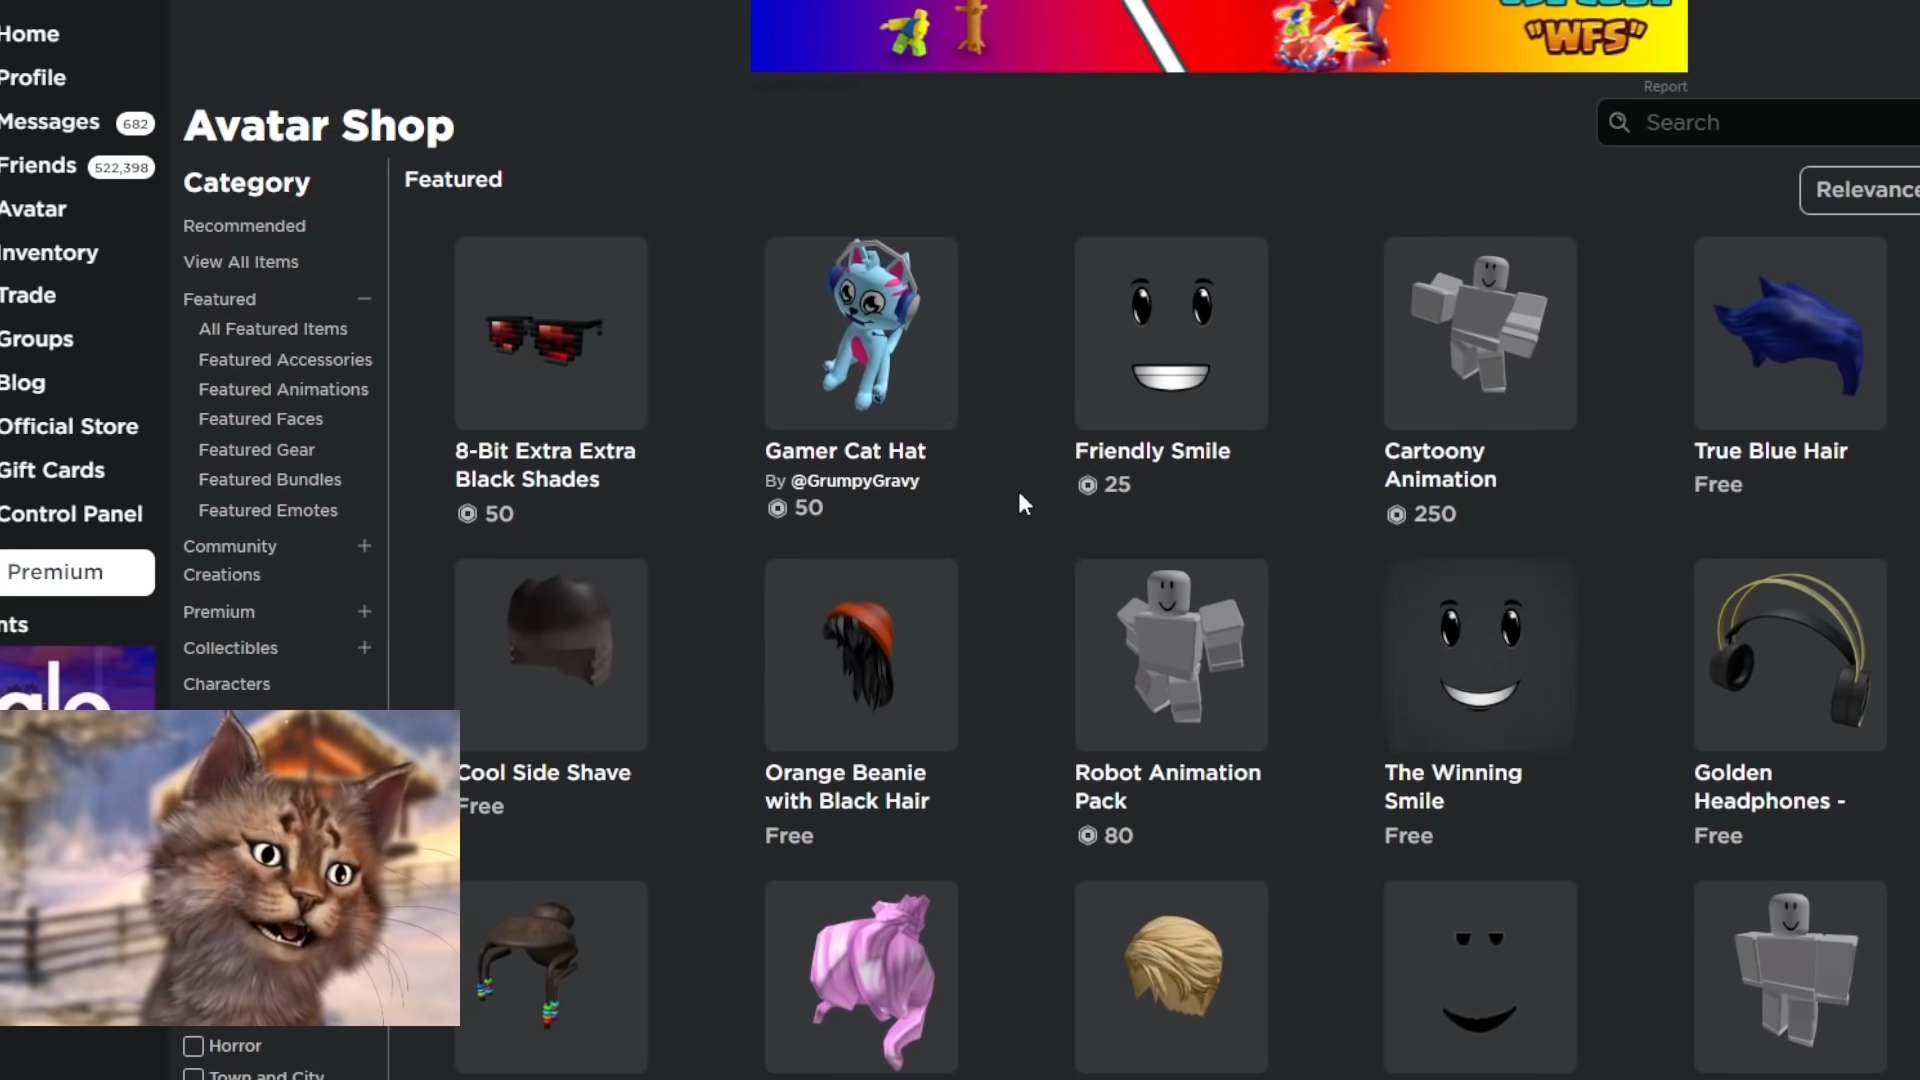 "WFS"
Report
Home
Profile
Messages 682
Friends 522,398
Avatar
Inventory
Trade
Groups
Blog
Official Store
Gift Cards
Control Panel
Premium
nts
glo
Avatar Shop
Search
Category
Recommended
View All Items
Featured
All Featured Items
Featured Accessories
Featured Animations
Featured Faces
Featured Gear
Featured Bundles
Featured Emotes
Community
Creations
Premium
Collectibles
Characters
Horror
Town and City
Featured
Relevance
8-Bit Extra Extra
Black Shades
50
Gamer Cat Hat
By @GrumpyGravy
50
Friendly Smile
25
Cartoony
Animation
250
True Blue Hair
Free
Cool Side Shave
Free
Orange Beanie
with Black Hair
Free
Robot Animation
Pack
80
The Winning
Smile
Free
Golden
Headphones -
Free